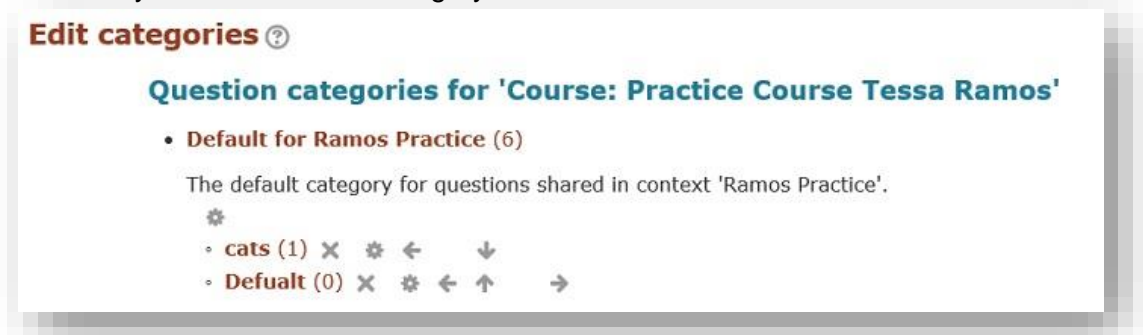 Edit categories
Question categories for 'Course: Practice Course Tessa Ramos'
Default for Ramos Practice (6)
The default category for questions shared in context 'Ramos Practice'.
cats (1)
Defualt (0)